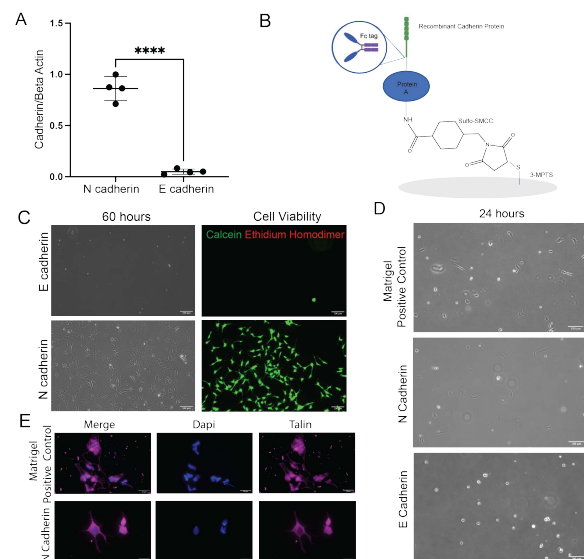 A
Cadherin/Beta Actin
1.5
1.0
0.5
0.0
****
N cadherin
E cadherin
B
Fc tag
Recombinant Cadherin Protein
Protein
A
NH
O
Sulfo-SMCC
N
O
O
S
3-MPTS
C
60 hours
Cell Viability
E cadherin
Calcein Ethidium Homodimer
N cadherin
D
24 hours
Matrigel
Positive Control
N Cadherin
E Cadherin
E
Merge
Dapi
Talin
Matrigel
Positive Control
N Cadherin